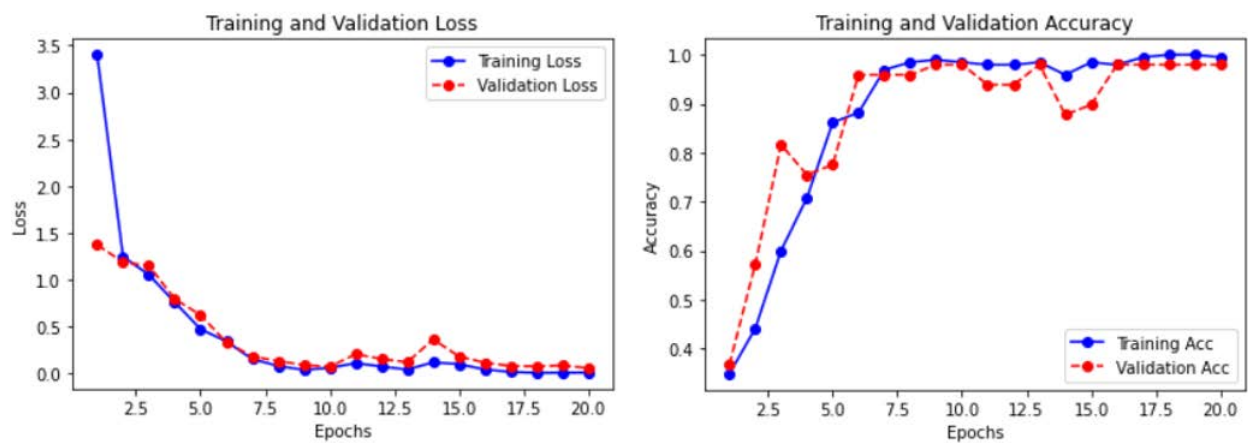 Training and Validation Loss
3.5
3.0
2.5
2.0
1.5
1.0
0.5
0.0
Loss
Training Loss
Validation Loss
2.5 5.0 7.5 10.0 12.5 15.0 17.5 20.0
Epochs
Training and Validation Accuracy
1.0
0.9
0.8
0.7
0.6
0.5
0.4
Accuracy
Training Acc
Validation Acc
2.5 5.0 7.5 10.0 12.5 15.0 17.5 20.0
Epochs